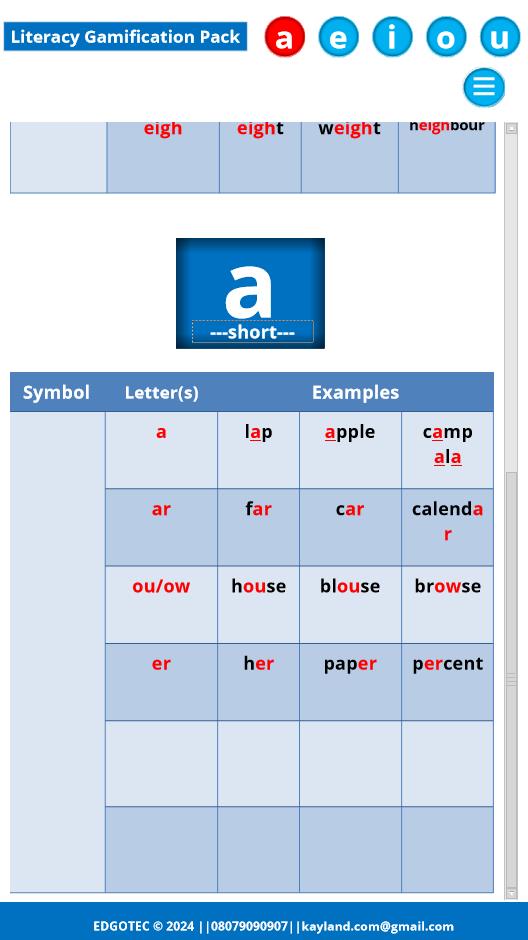 Literacy Gamification Pack a e i o u
eigh eight weight neighbour
a
---short---
Symbol Letter(s) Examples
a lap apple camp
ala
ar far car calenda
r
ou/ow house blouse browse
er her paper percent
EDGOTEC © 2024 ||08079090907||kayland.com@gmail.com